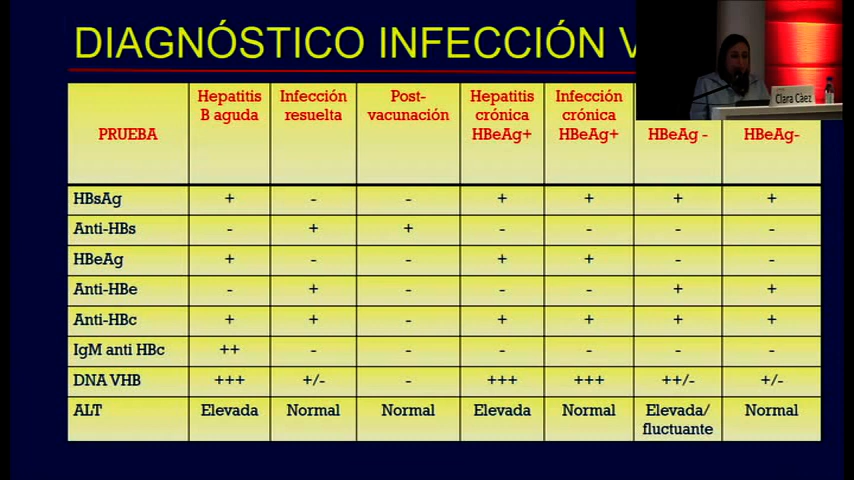 DIAGNÓSTICO INFECCIÓN V
Clara Càez
PRUEBA Hepatitis B aguda Infección resuelta Post-vacunación Hepatitis crónica HBeAg+ Infección crónica HBeAg+ HBeAg - HBeAg-
HBsAg + - - + + + +
Anti-HBs - + + - - - -
HBeAg + - - + + - -
Anti-HBe - + - - - + +
Anti-HBc + + - + + + +
IgM anti HBc ++ - - - - - -
DNA VHB +++ +/- - +++ +++ ++/- +/-
ALT Elevada Normal Normal Elevada Normal Elevada/ fluctuante Normal